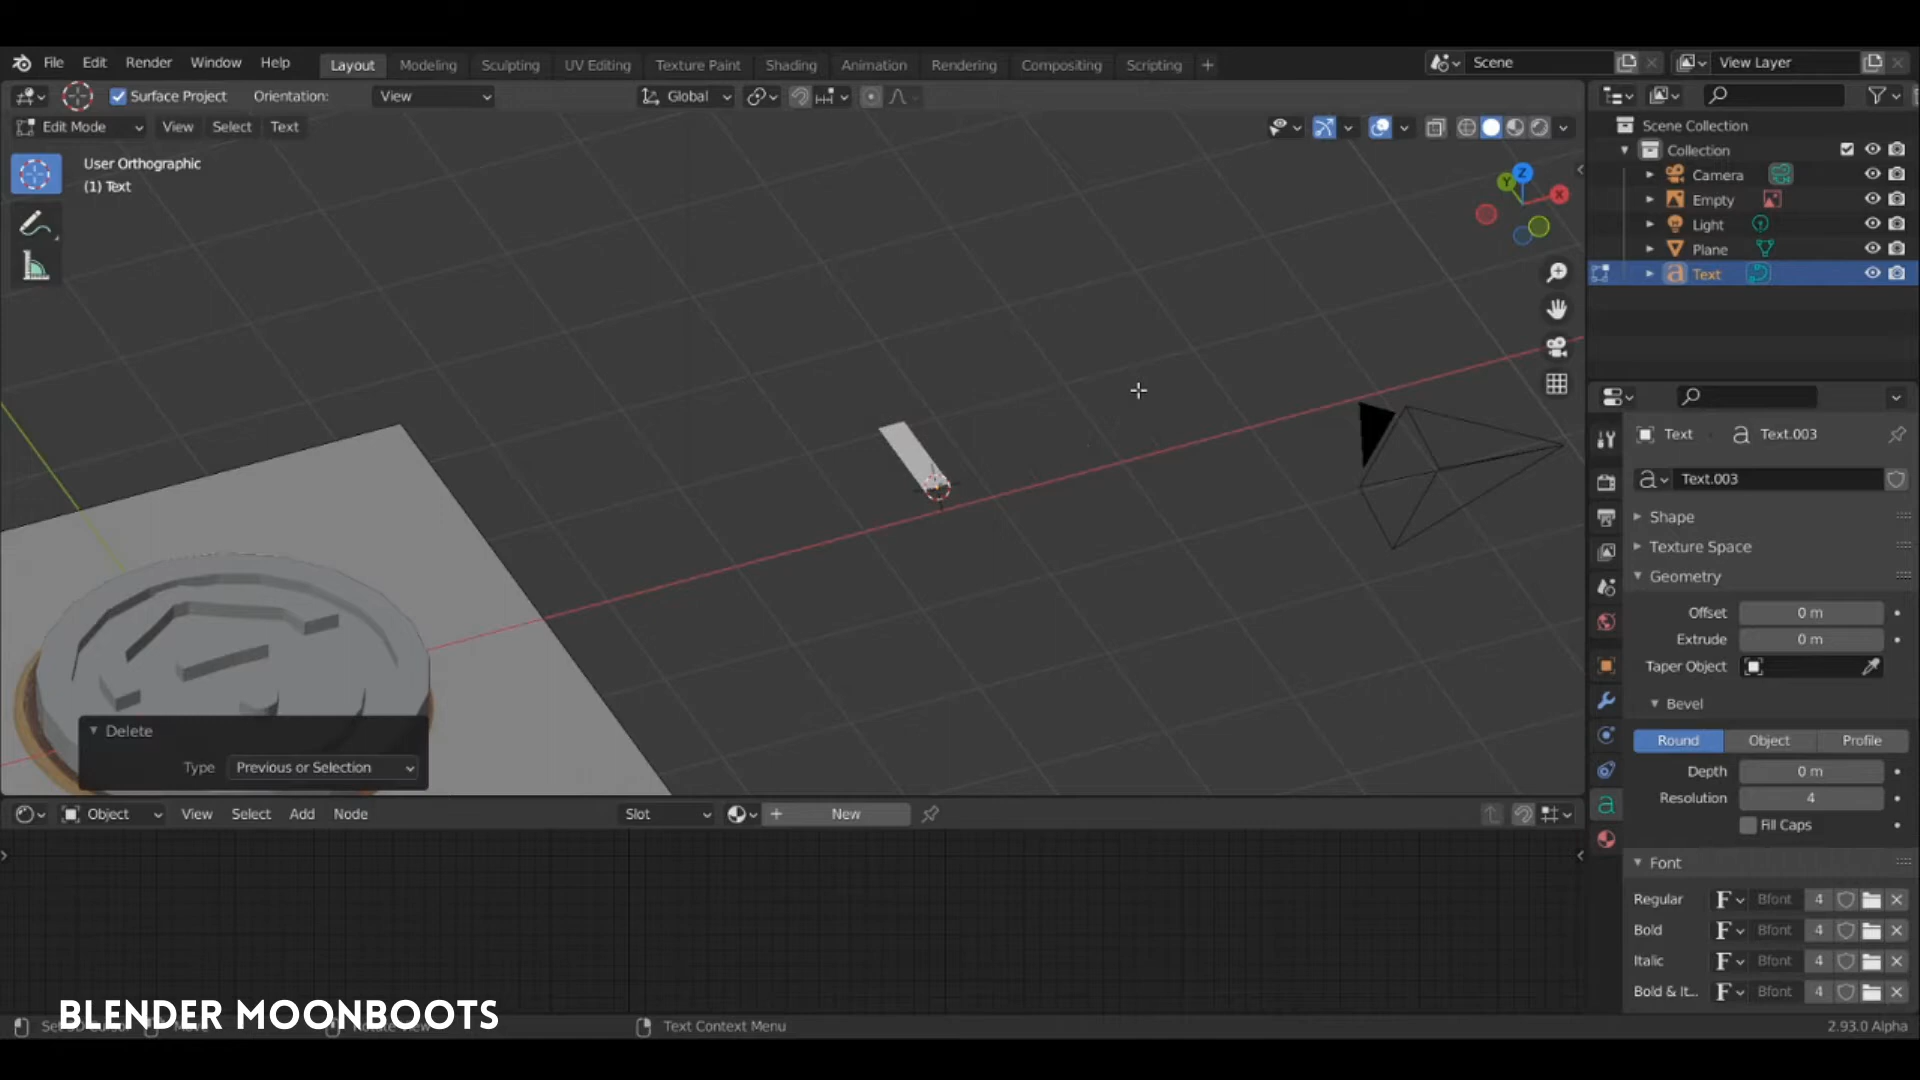 File Edit Render Window Help Layout Modeling Sculpting UV Editing Texture Paint Shading Animation Rendering Compositing Scripting + Scene View Layer
Surface Project Orientation: View Global
Edit Mode View Select Text
User Orthographic
(1) Text
Z
Y
X
Scene Collection
Collection
Camera
Empty
Light
Plane
Text
Text Text.003
Text.003
Shape
Texture Space
Geometry
Offset 0 m
Extrude 0 m
Taper Object
Bevel
Round Object Profile
Depth 0 m
Resolution 4
Fill Caps
Font
Regular F Bfont 4
Bold F Bfont 4
Italic F Bfont 4
Bold & It... F Bfont 4
Delete
Type Previous or Selection
Object View Select Add Node Slot + New
BLENDER MOONBOOTS
Text Context Menu
2.93.0 Alpha